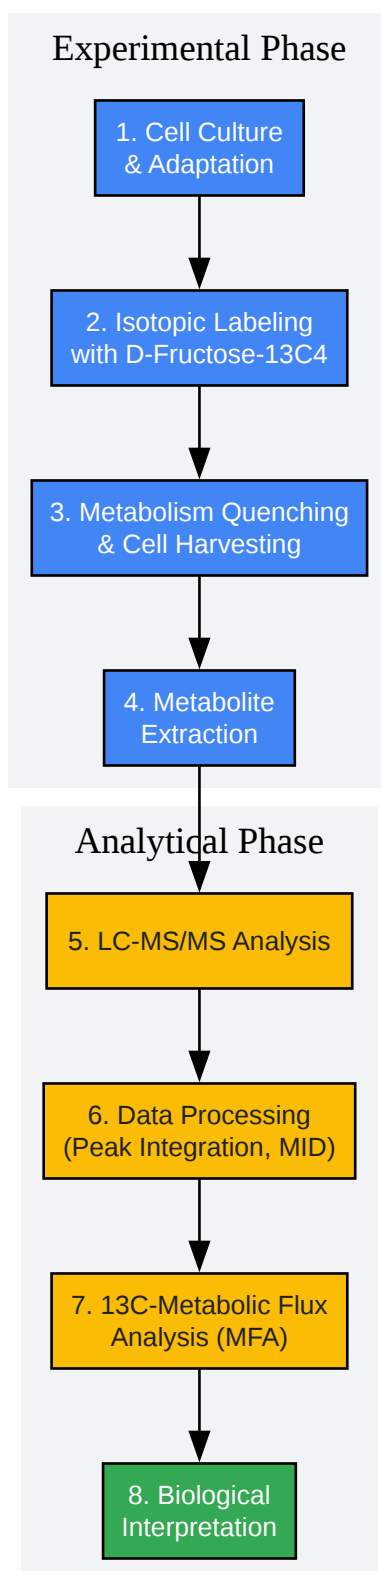 Experimental Phase
1. Cell Culture
& Adaptation
2. Isotopic Labeling
with D-Fructose-13C4
3. Metabolism Quenching
& Cell Harvesting
4. Metabolite
Extraction
Analytical Phase
5. LC-MS/MS Analysis
6. Data Processing
(Peak Integration, MID)
7. 13C-Metabolic Flux
Analysis (MFA)
8. Biological
Interpretation